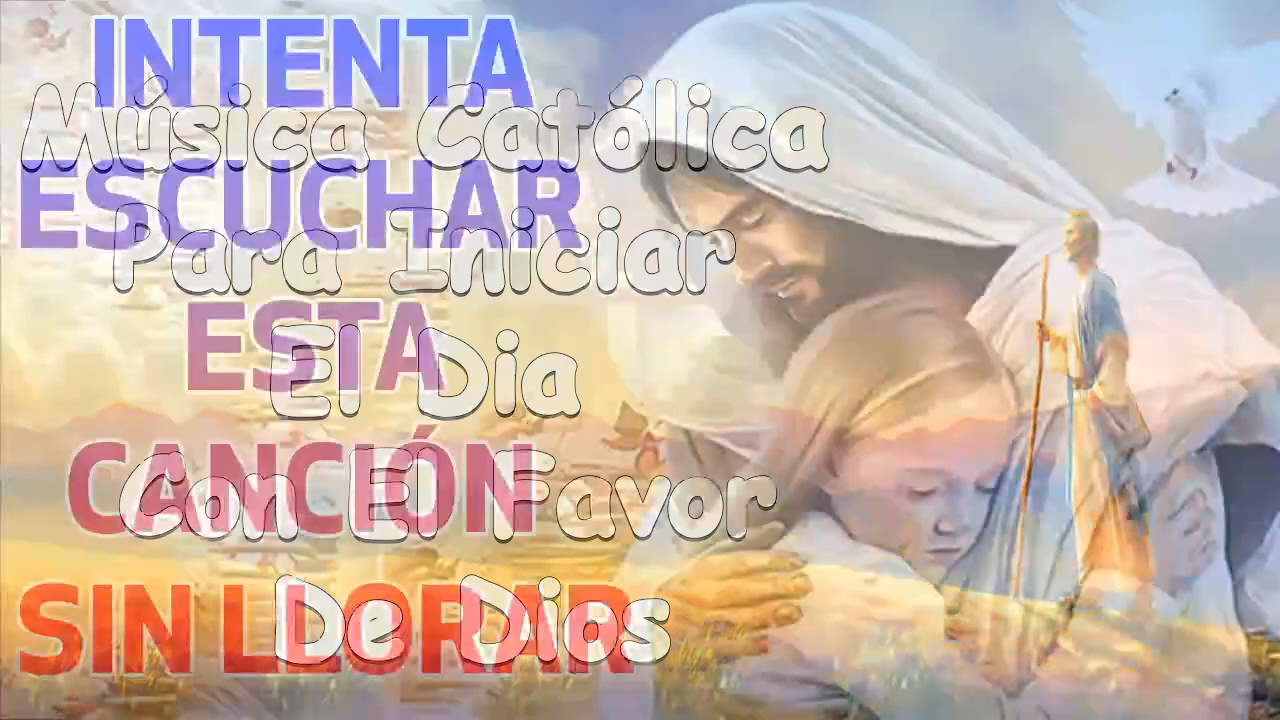 INTENTA
ESCUCHAR
ESTA
CANCIÓN
SIN LLORAR
Música Católica
Para Iniciar
El Dia
Con El Favor
De Dios